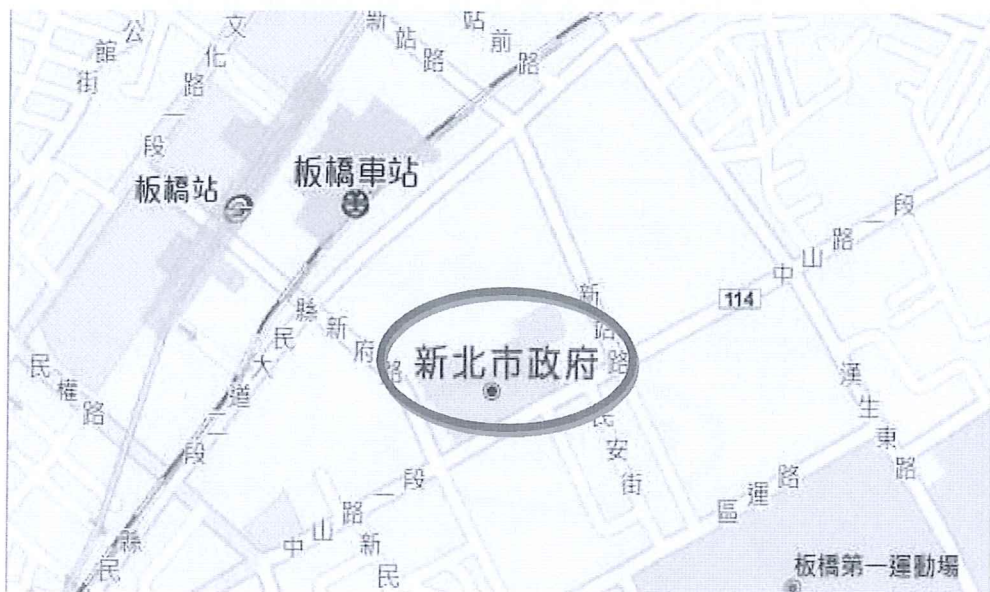 公館街
文化路一段
新站路
站前路
板橋站
板橋車站
中山路一段
114
新府路
縣民大道二段
新站路
新北市政府
民權路
漢生東路
民安街
區運路
中山路一段
新民
縣民
板橋第一運動場